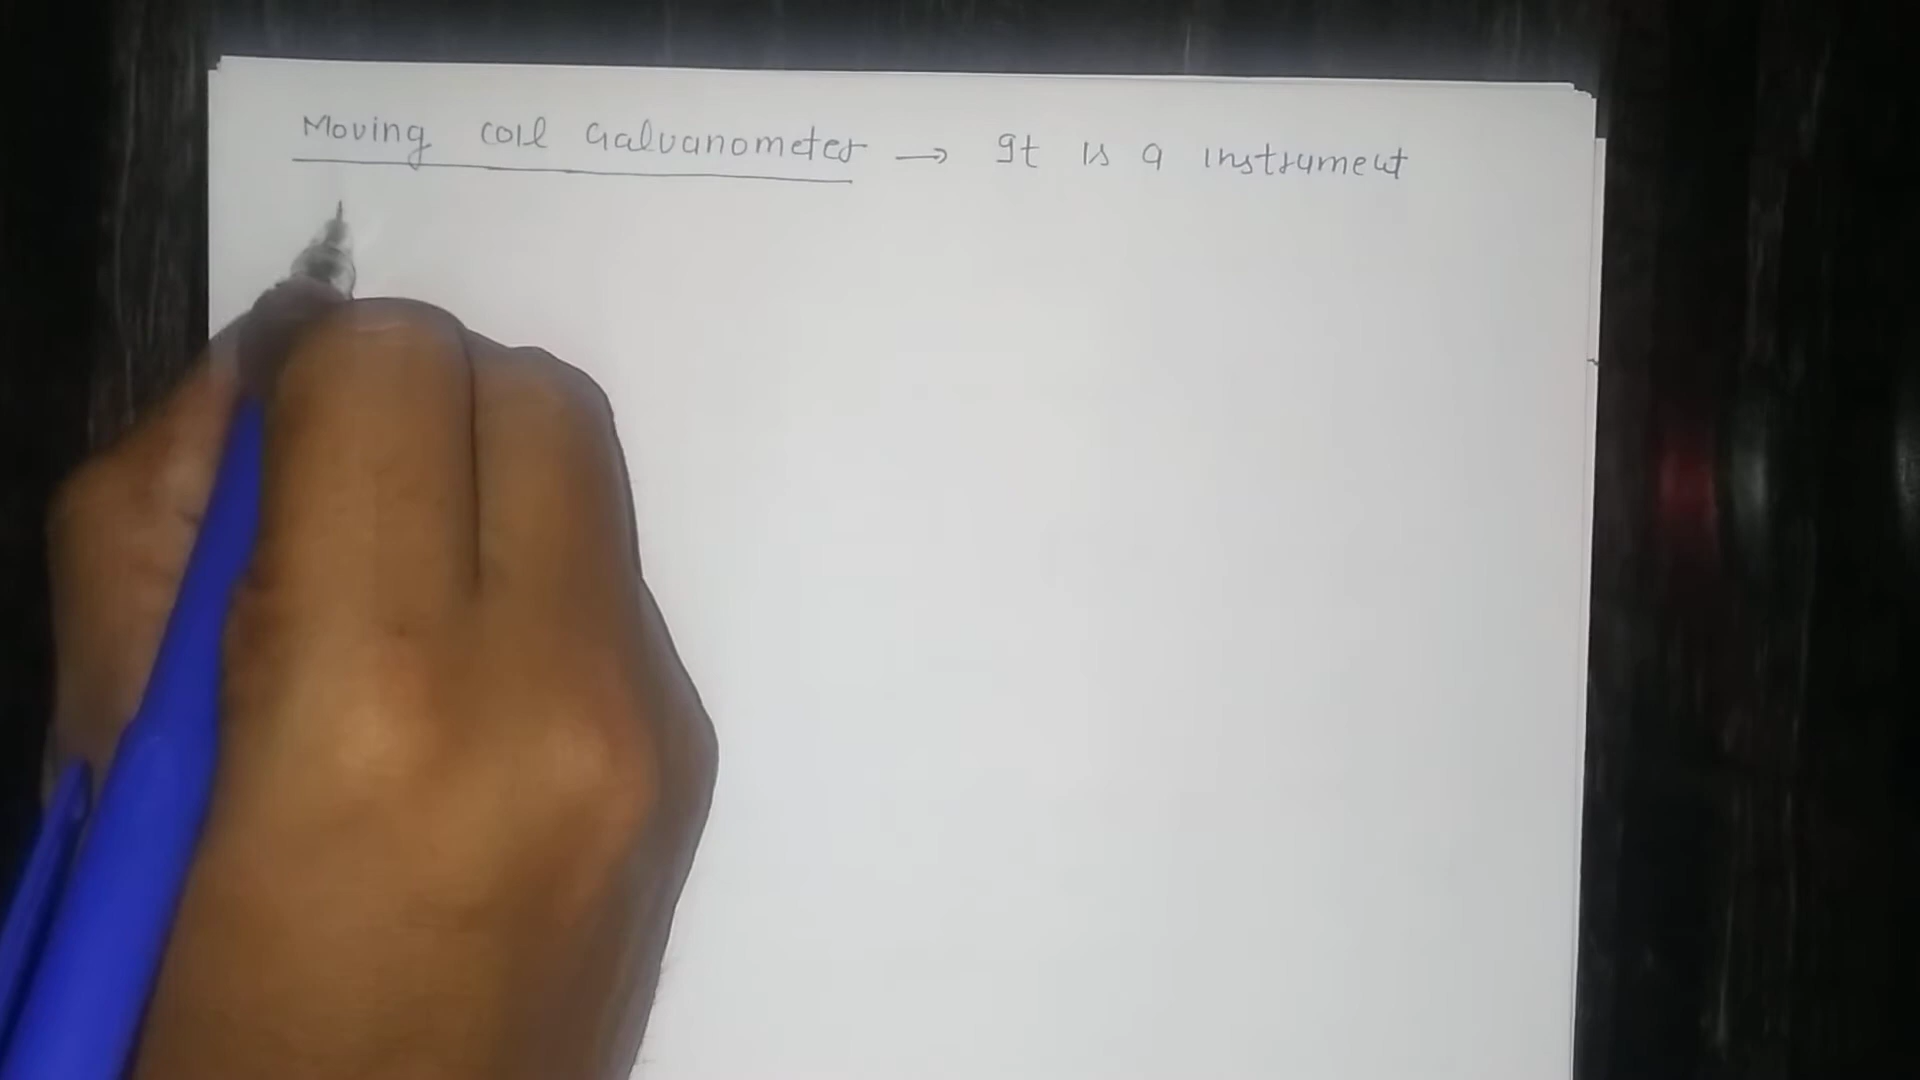 Moving coil Galvanometer → It is a instrument